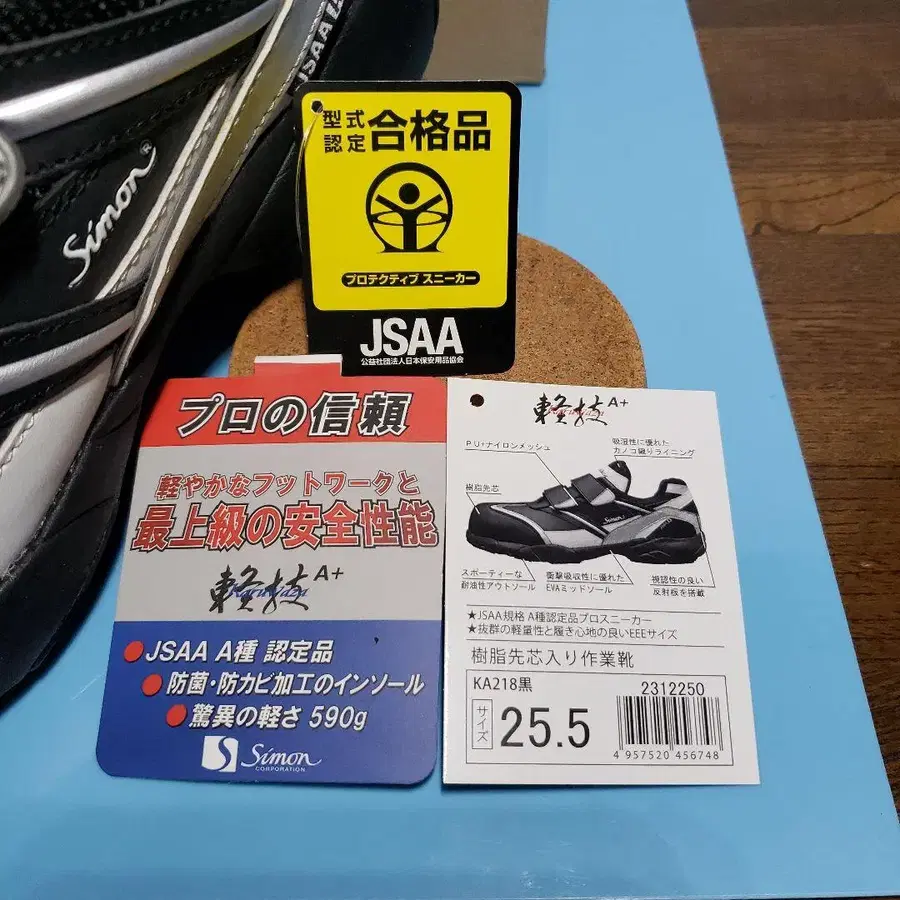 JSAA
Simon®
型式
認定
合格品
プロテクティブ スニーカー
JSAA
公益社団法人日本保安用品協会
プロの信頼
軽やかなフットワークと
最上級の安全性能
軽技 A+
Karuwaza
●JSAA A種 認定品
●防菌・防カビ加工のインソール
●驚異の軽さ 590g
Simon
CORPORATION
軽技 A+
Karuwaza
PU+ナイロンメッシュ
吸湿性に優れた
カノコ織りライニング
樹脂先芯
Simon
スポーティーな
耐油性アウトソール
衝撃吸収性に優れた
EVAミッドソール
視認性の良い
反射板を搭載
★JSAA規格 A種認定品プロスニーカー
★抜群の軽量性と履き心地の良いEEEサイズ
樹脂先芯入り作業靴
KA218黒
2312250
サイズ
25.5
4 957520 456748